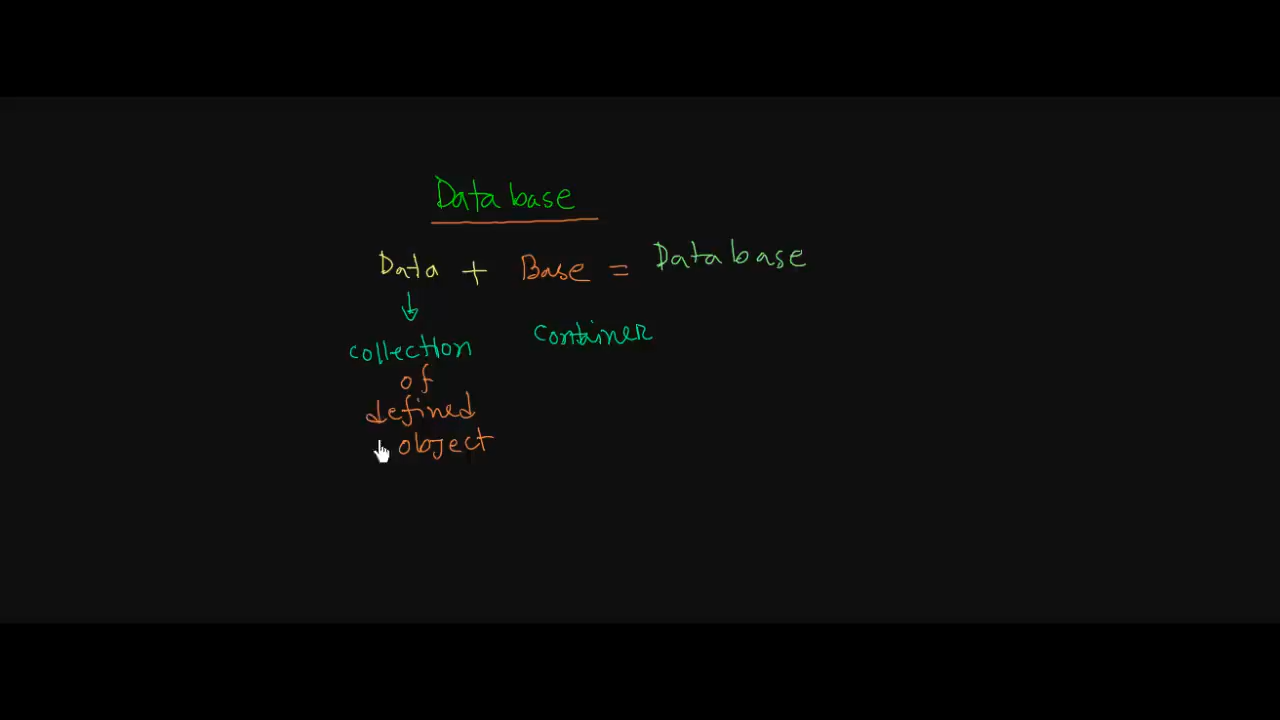 Database
Data + Base = Database
collection container
of
defined
object